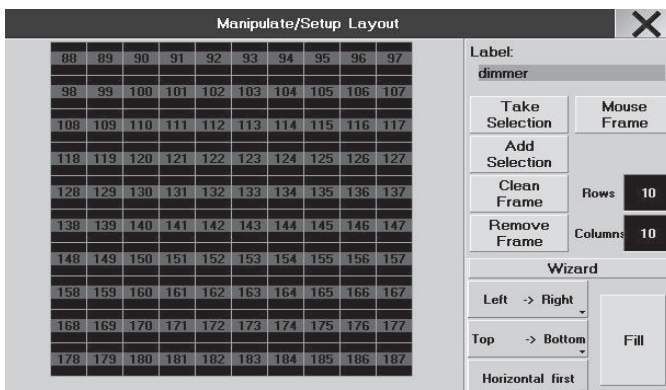 Manipulate/Setup Layout
88 89 90 91 92 93 94 95 96 97
98 99 100 101 102 103 104 105 106 107
108 109 110 111 112 113 114 115 116 117
118 119 120 121 122 123 124 125 126 127
128 129 130 131 132 133 134 135 136 137
138 139 140 141 142 143 144 145 146 147
148 149 150 151 152 153 154 155 156 157
158 159 160 161 162 163 164 165 166 167
168 169 170 171 172 173 174 175 176 177
178 179 180 181 182 183 184 185 186 187
Label:
dimmer
Take
Selection
Mouse
Frame
Add
Selection
Clean
Frame
Rows 10
Remove
Frame
Columns 10
Wizard
Left -> Right
Top -> Bottom
Fill
Horizontal first